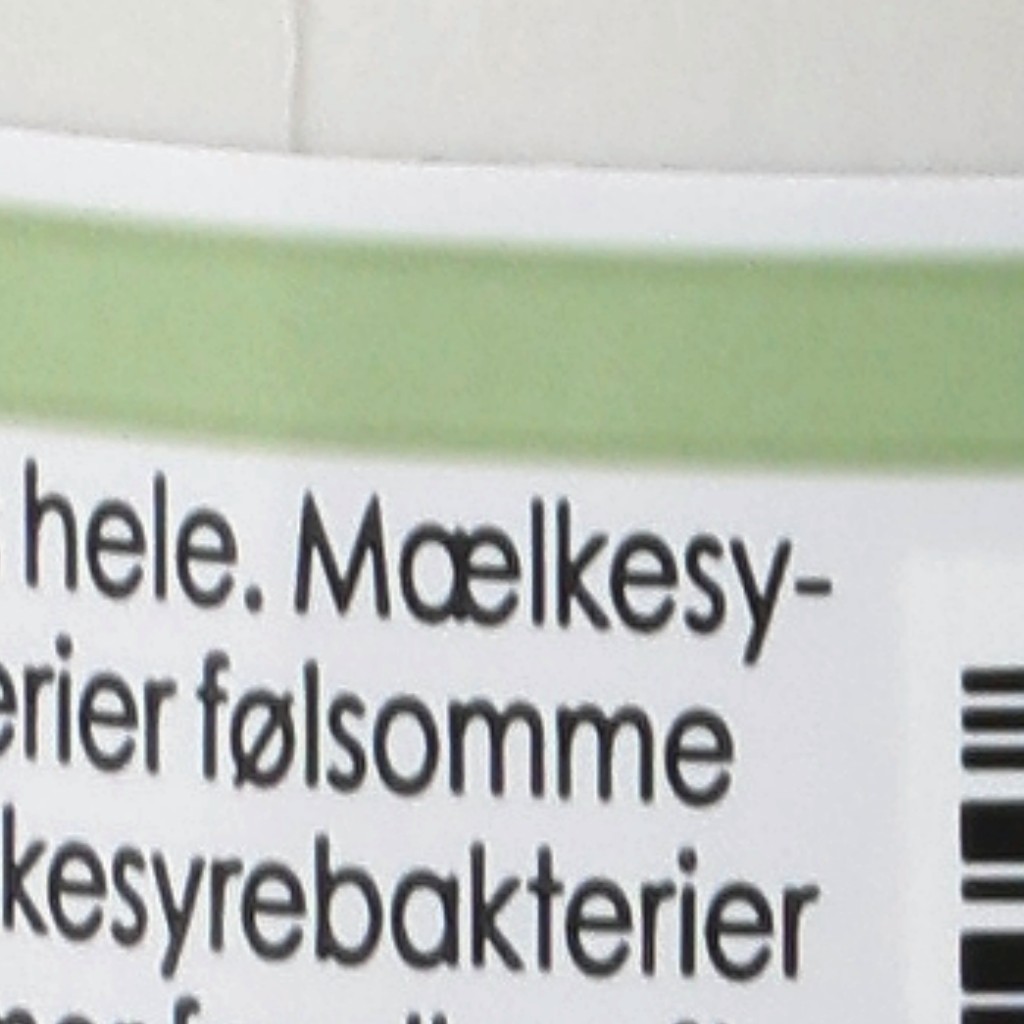 hele. Mælkesy-
erier følsomme
kesyrebakterier